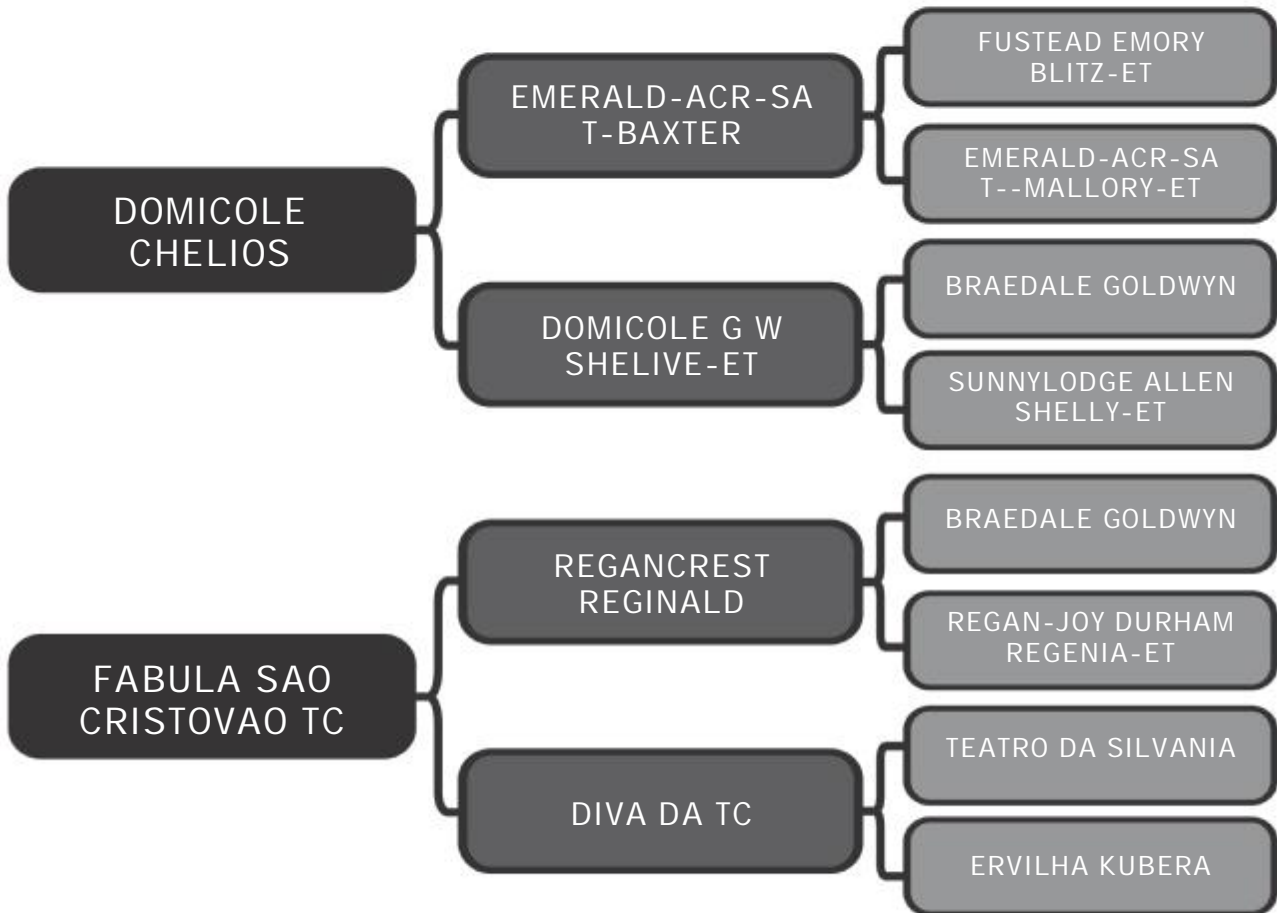 DOMICOLE
CHELIOS
EMERALD-ACR-SA
T-BAXTER
FUSTEAD EMORY
BLITZ-ET
EMERALD-ACR-SA
T--MALLORY-ET
DOMICOLE G W
SHELIVE-ET
BRAEDALE GOLDWYN
SUNNYLODGE ALLEN
SHELLY-ET
FABULA SAO
CRISTOVAO TC
REGANCREST
REGINALD
BRAEDALE GOLDWYN
REGAN-JOY DURHAM
REGENIA-ET
DIVA DA TC
TEATRO DA SILVANIA
ERVILHA KUBERA